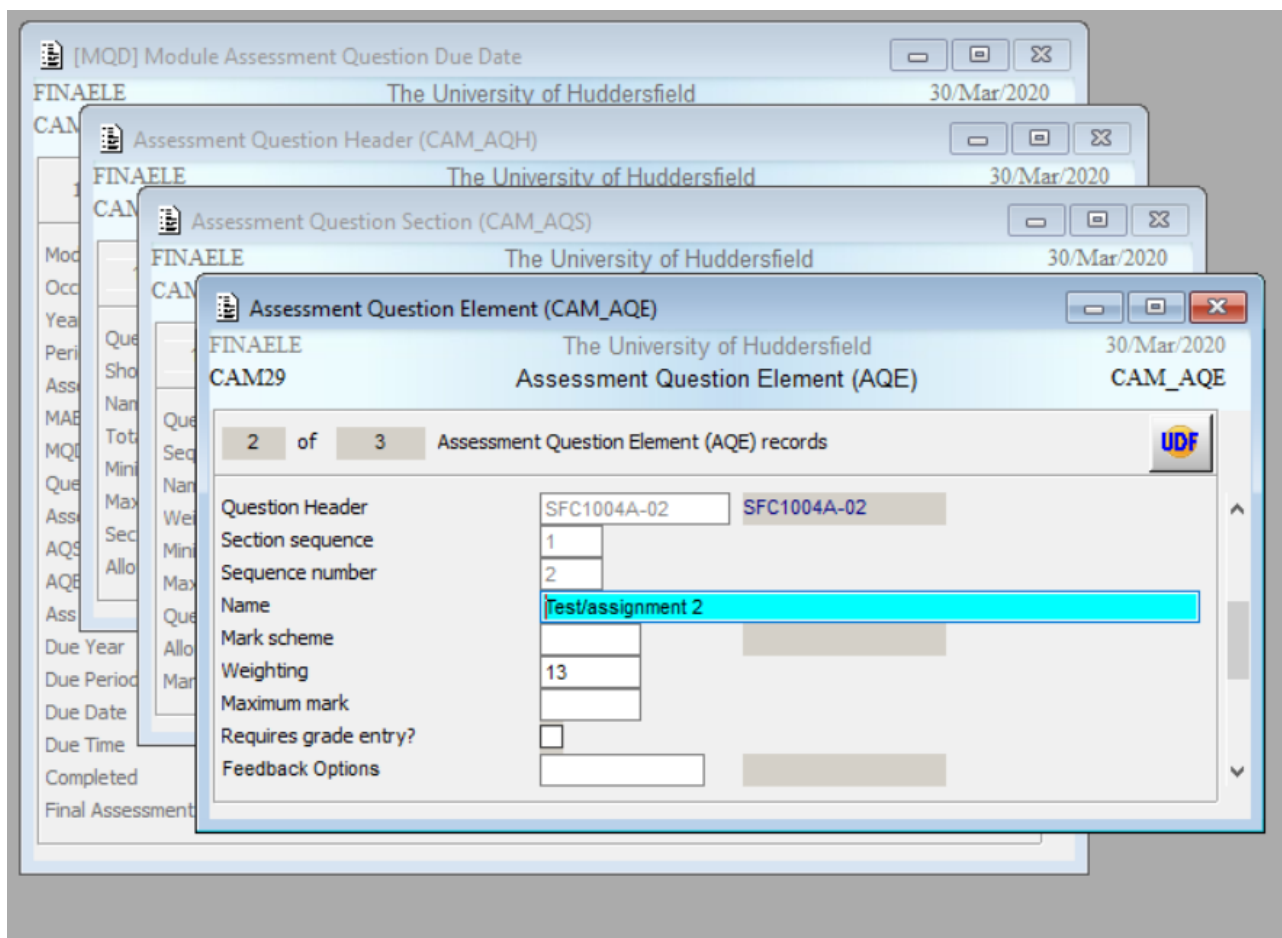 [MQD] Module Assessment Question Due Date
FINAELE The University of Huddersfield 30/Mar/2020
CAM
Assessment Question Header (CAM_AQH)
FINAELE The University of Huddersfield 30/Mar/2020
CAM
Assessment Question Section (CAM_AQS)
FINAELE The University of Huddersfield 30/Mar/2020
CAM
Assessment Question Element (CAM_AQE)
FINAELE The University of Huddersfield 30/Mar/2020
CAM29 Assessment Question Element (AQE) CAM_AQE
2 of 3 Assessment Question Element (AQE) records UDF
Question Header SFC1004A-02 SFC1004A-02
Section sequence 1
Sequence number 2
Name Test/assignment 2
Mark scheme
Weighting 13
Maximum mark
Requires grade entry?
Feedback Options
Due Year
Due Period
Due Date
Due Time
Completed
Final Assessment